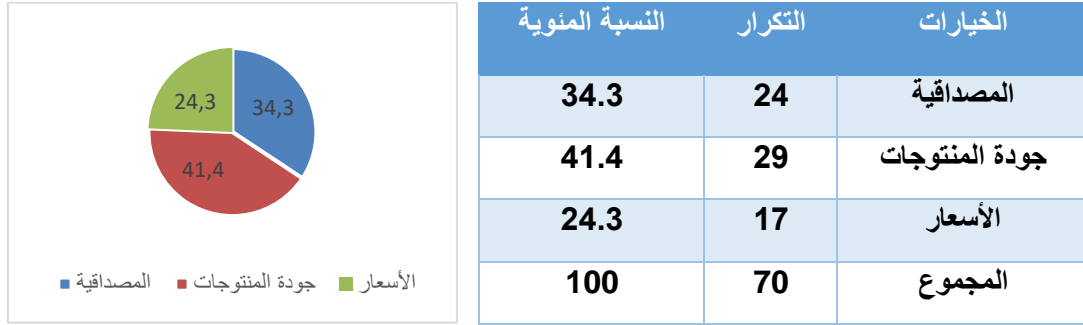 الخيارات التكرار النسبة المئوية
المصداقية 24 34.3
جودة المنتوجات 29 41.4
الأسعار 17 24.3
المجموع 70 100
24,3
34,3
41,4
المصداقية جودة المنتوجات الأسعار